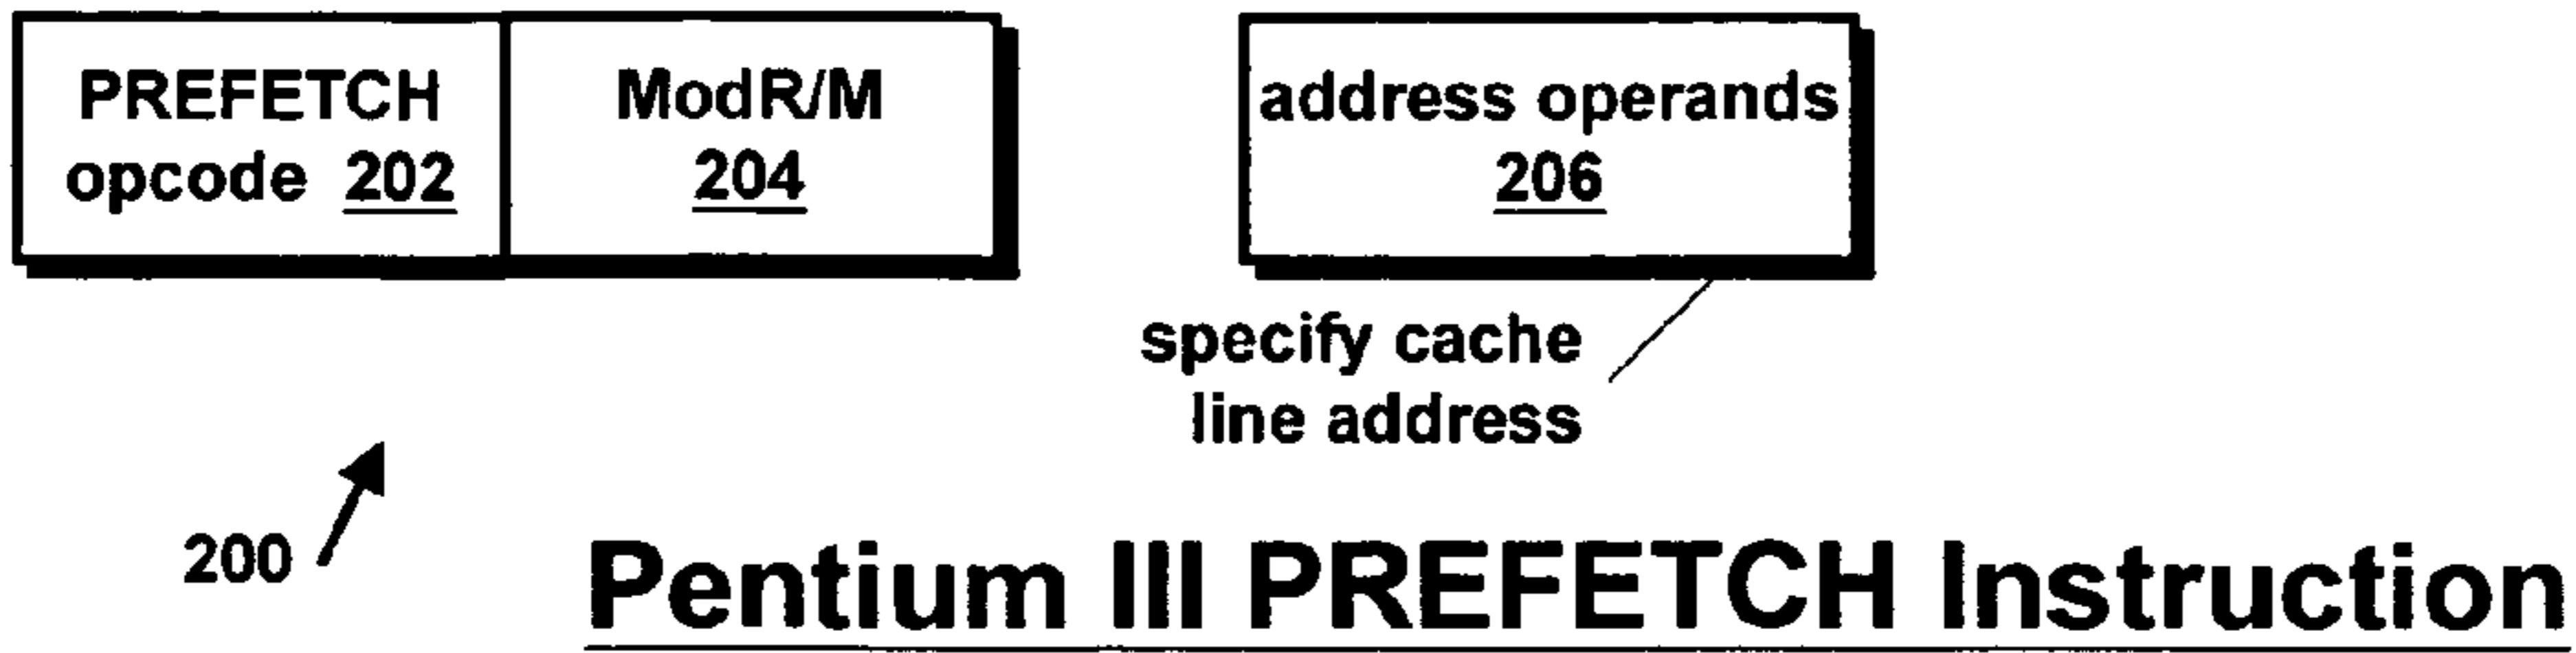 PREFETCH
opcode 202
ModR/M
204
address operands
206
specify cache
line address
200
Pentium III PREFETCH Instruction